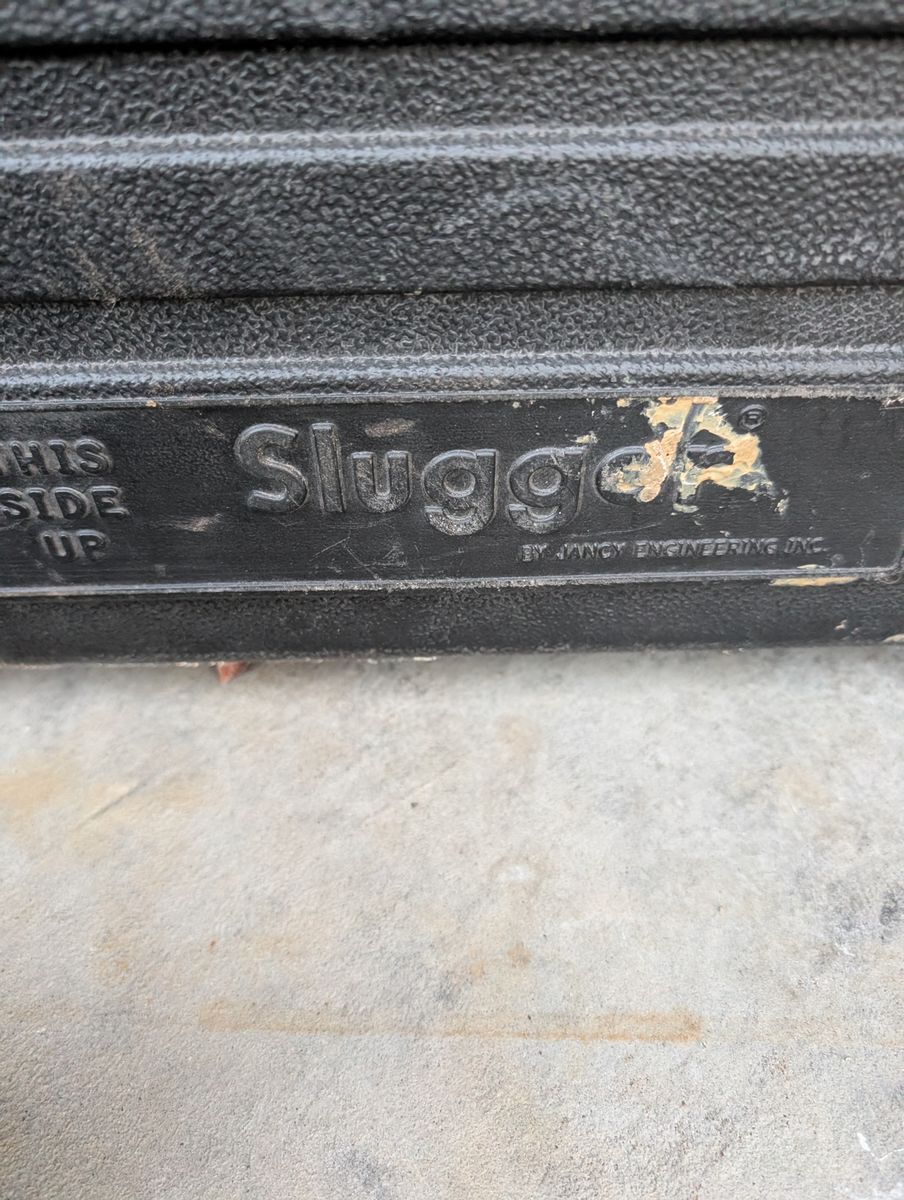 THIS
SIDE
UP
Slugger®
BY JANCY ENGINEERING INC.